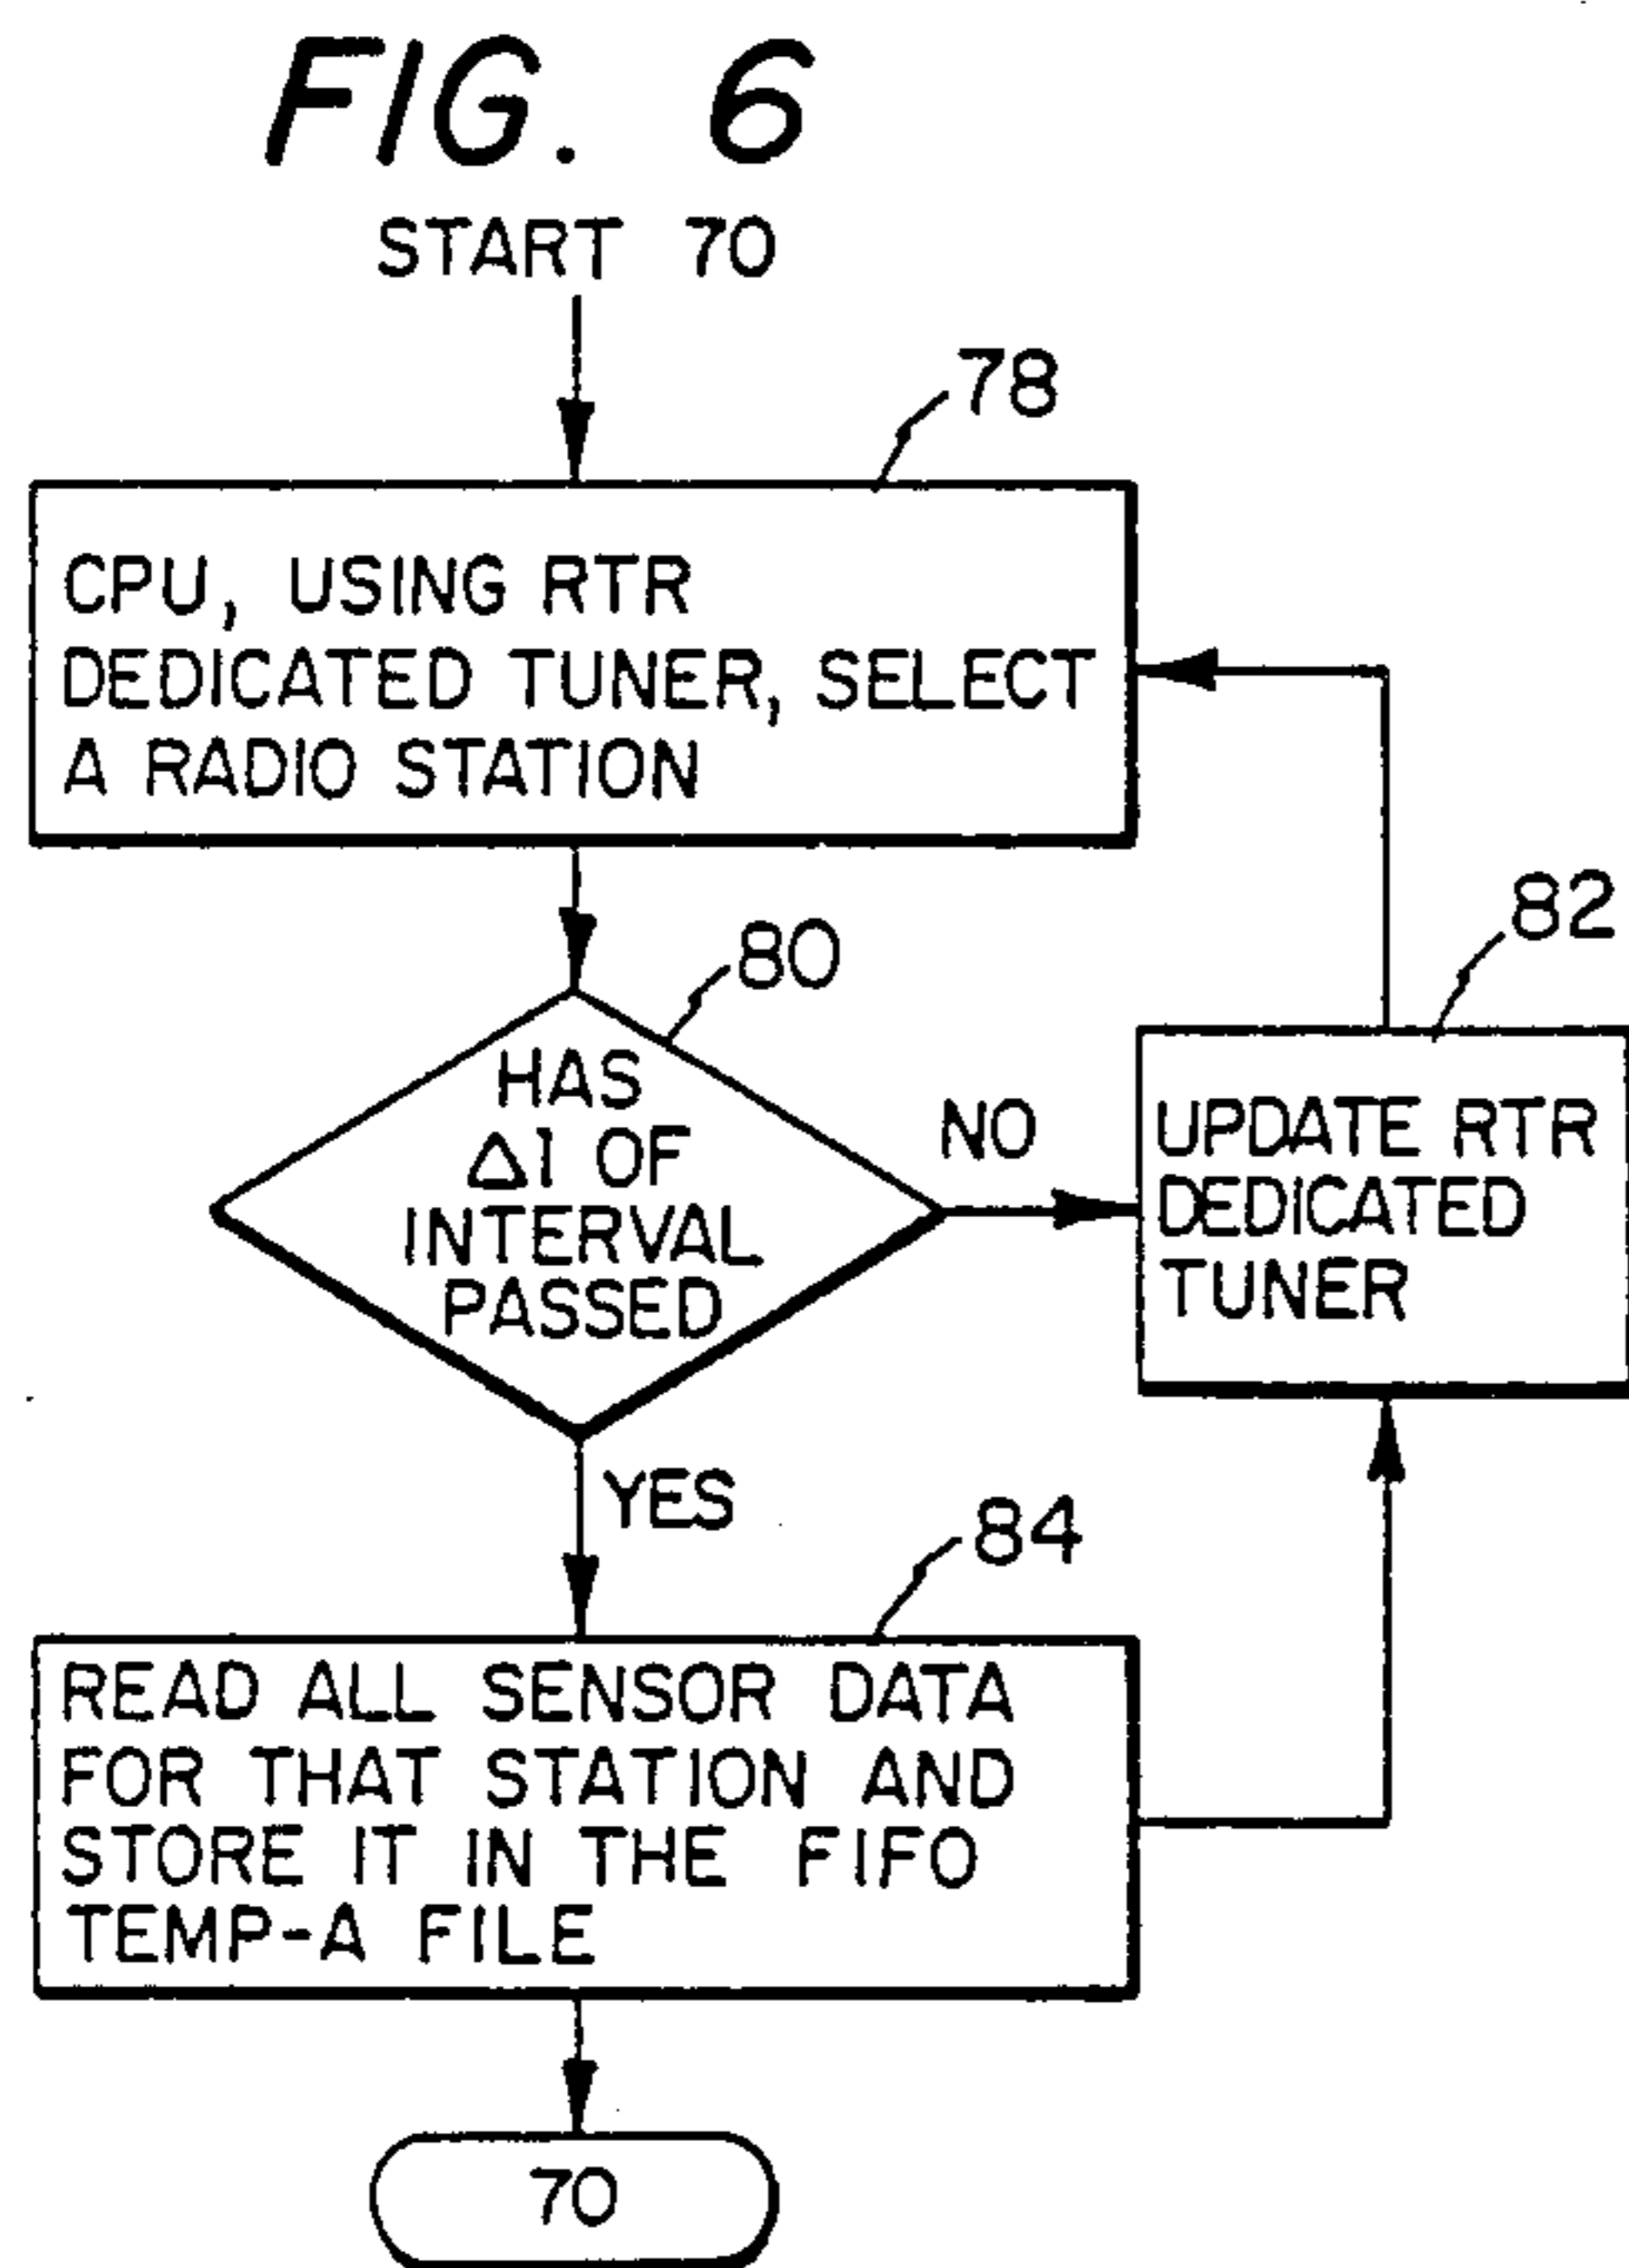 FIG. 6
START 70
78
CPU, USING RTR
DEDICATED TUNER, SELECT
A RADIO STATION
80
82
HAS
Δ1 OF
INTERVAL
PASSED
NO
UPDATE RTR
DEDICATED
TUNER
YES
84
READ ALL SENSOR DATA
FOR THAT STATION AND
STORE IT IN THE FIFO
TEMP-A FILE
70